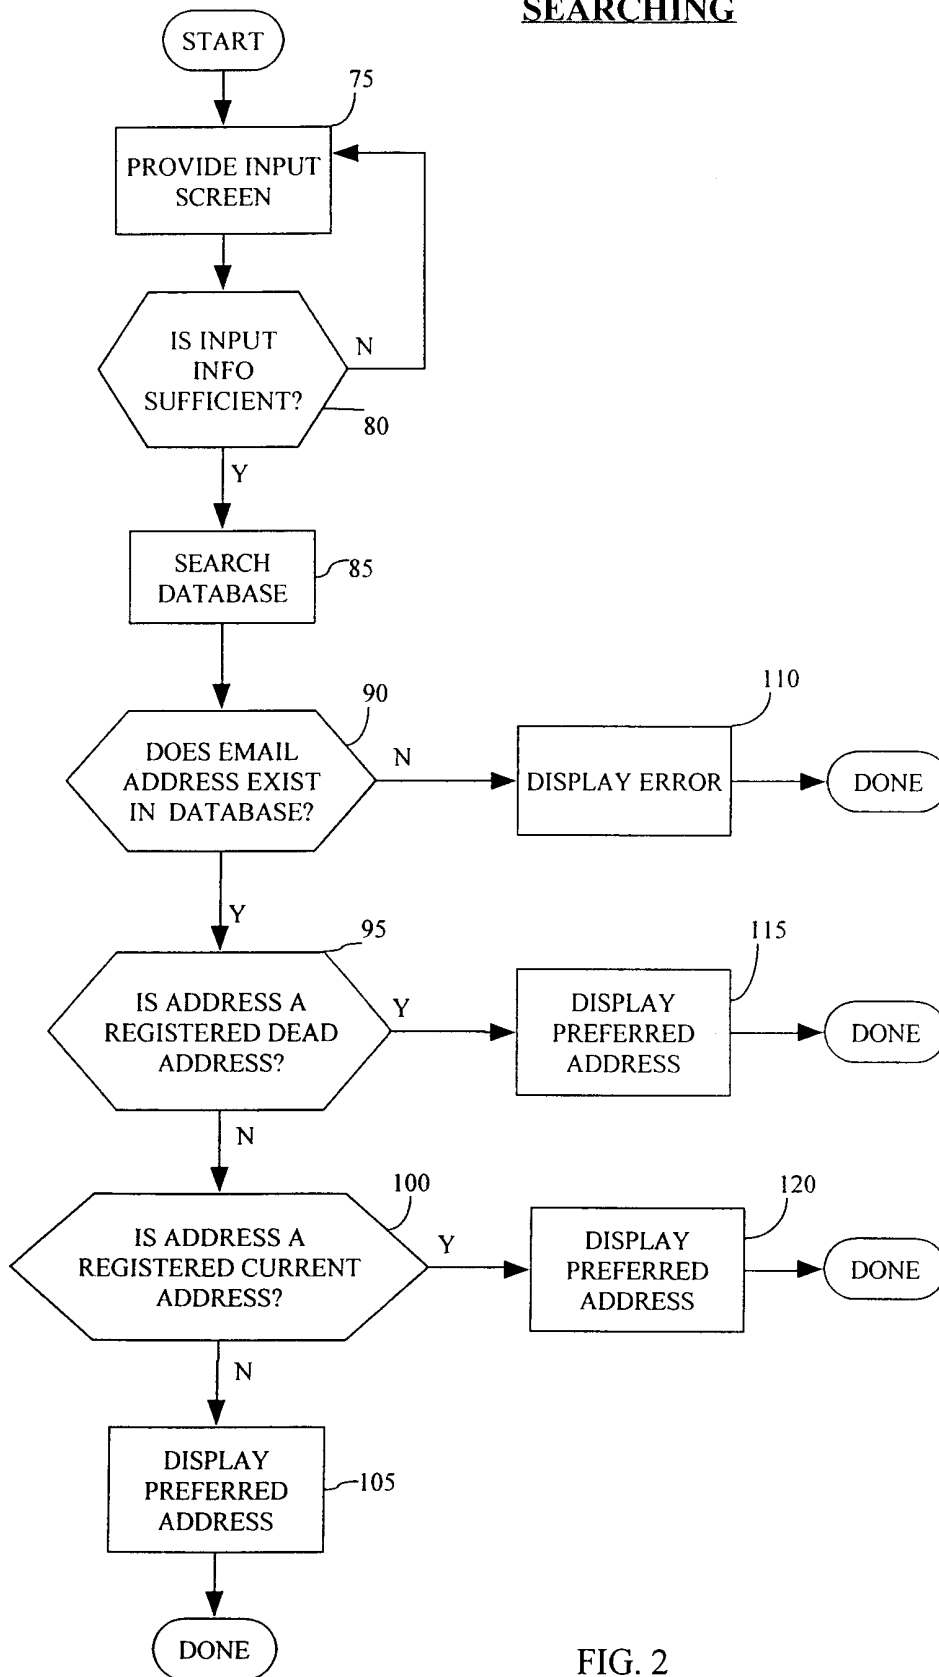 SEARCHING
START
75
PROVIDE INPUT
SCREEN
IS INPUT
INFO
SUFFICIENT?
N
80
Y
SEARCH
DATABASE
85
90
DOES EMAIL
ADDRESS EXIST
IN DATABASE?
N
110
DISPLAY ERROR
DONE
Y
95
IS ADDRESS A
REGISTERED DEAD
ADDRESS?
Y
115
DISPLAY
PREFERRED
ADDRESS
DONE
N
100
IS ADDRESS A
REGISTERED CURRENT
ADDRESS?
Y
120
DISPLAY
PREFERRED
ADDRESS
DONE
N
DISPLAY
PREFERRED
ADDRESS
105
DONE
FIG. 2